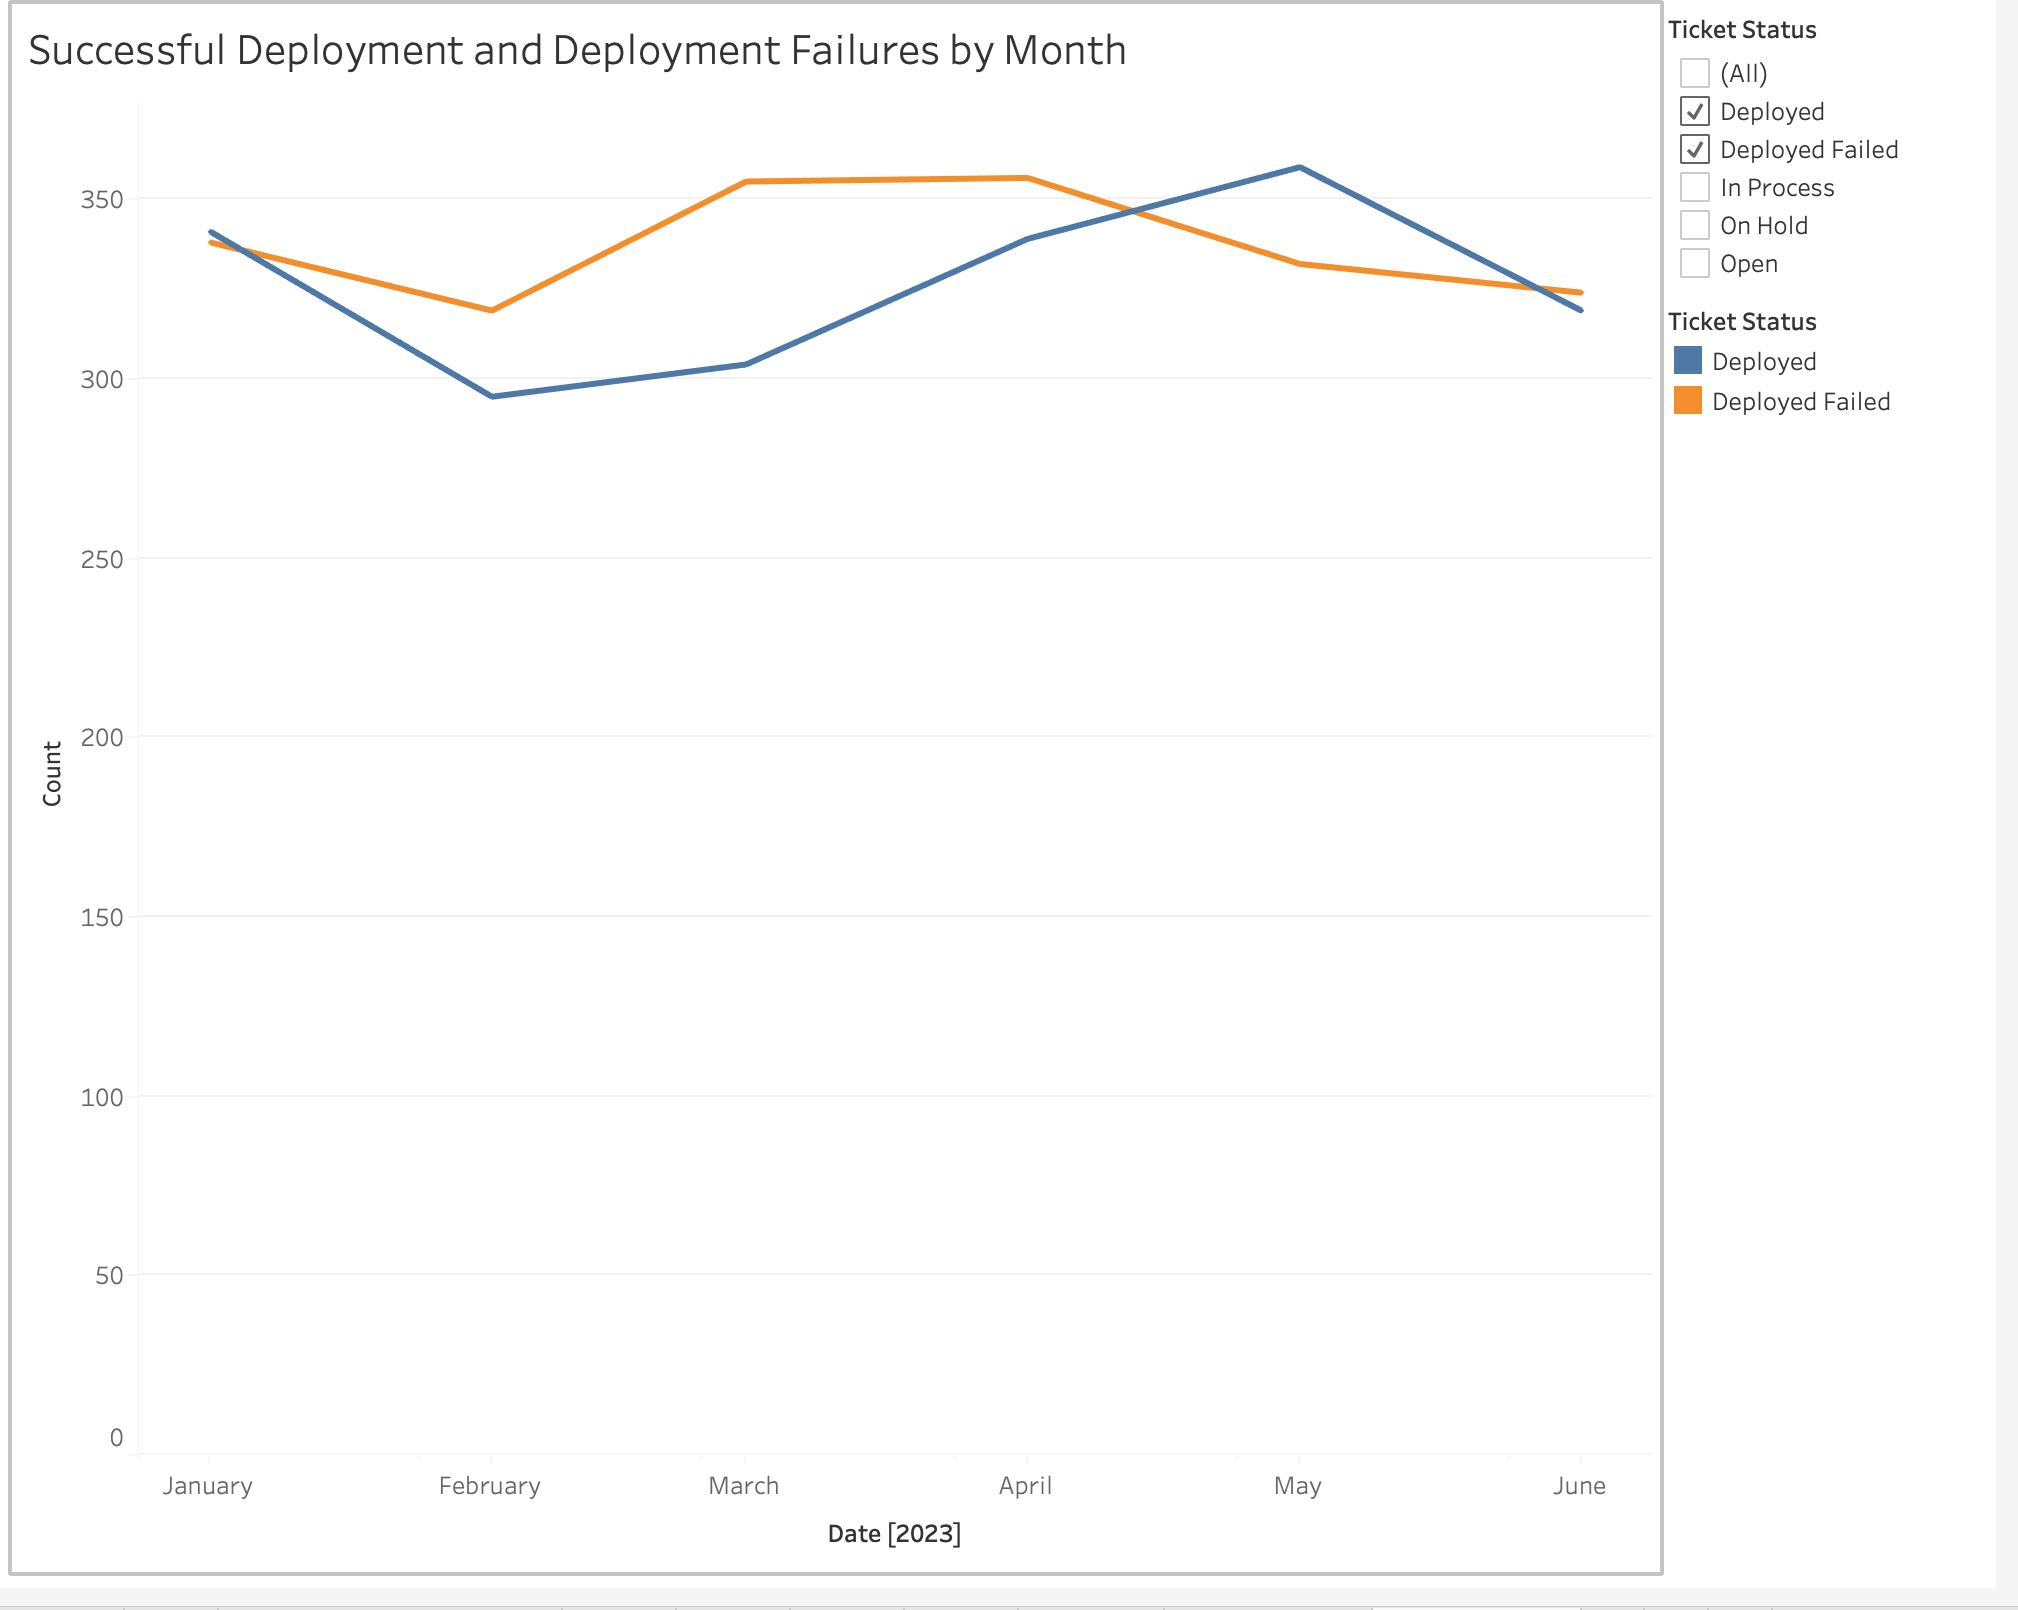 Successful Deployment and Deployment Failures by Month
350
300
250
200
150
100
50
0
Count
January
February
March
April
May
June
Date [2023]
Ticket Status
(All)
Deployed
Deployed Failed
In Process
On Hold
Open
Ticket Status
Deployed
Deployed Failed